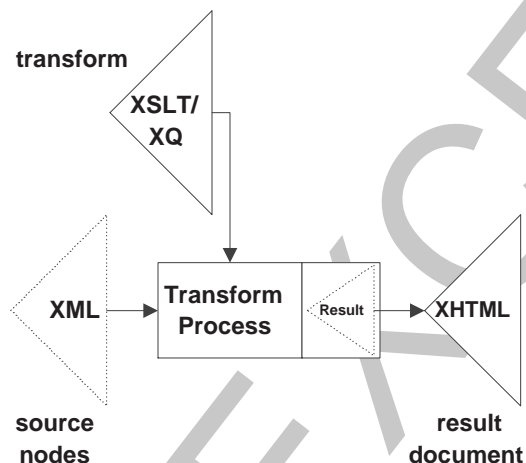 transform
XSLT/
XQ
XML
Transform
Process
Result
XHTML
source
nodes
result
document